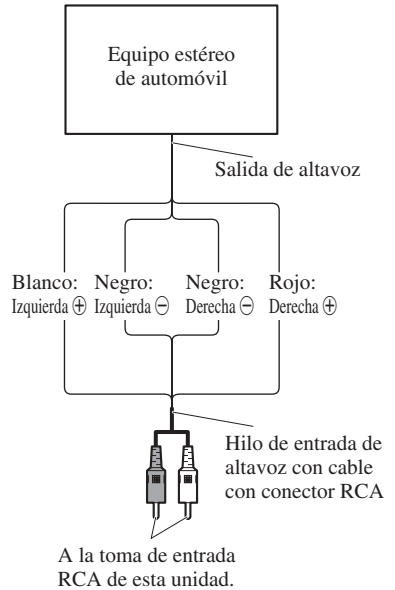 Equipo estéreo
de automóvil
Salida de altavoz
Blanco:
Izquierda ⊕
Negro:
Izquierda ⊖
Negro:
Derecha ⊖
Rojo:
Derecha ⊕
Hilo de entrada de
altavoz con cable
con conector RCA
A la toma de entrada
RCA de esta unidad.